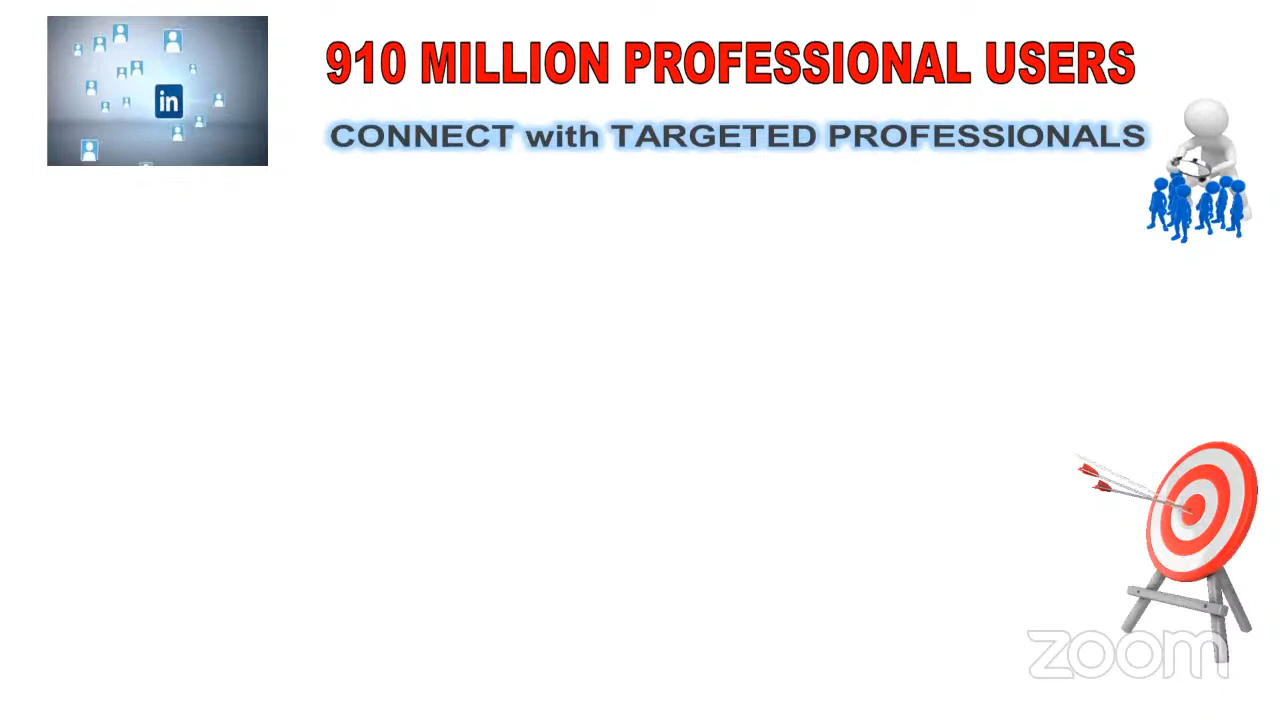 in
910 MILLION PROFESSIONAL USERS
CONNECT with TARGETED PROFESSIONALS
zoom